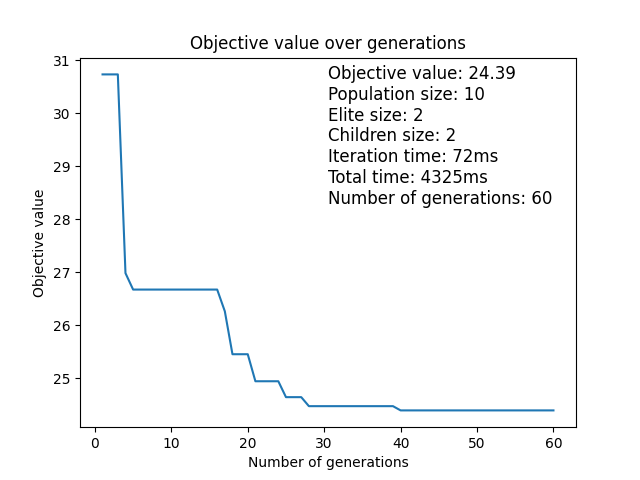 Objective value over generations
Objective value: 24.39
Population size: 10
Elite size: 2
Children size: 2
Iteration time: 72ms
Total time: 4325ms
Number of generations: 60
Objective value
31
30
29
28
27
26
25
0 10 20 30 40 50 60
Number of generations